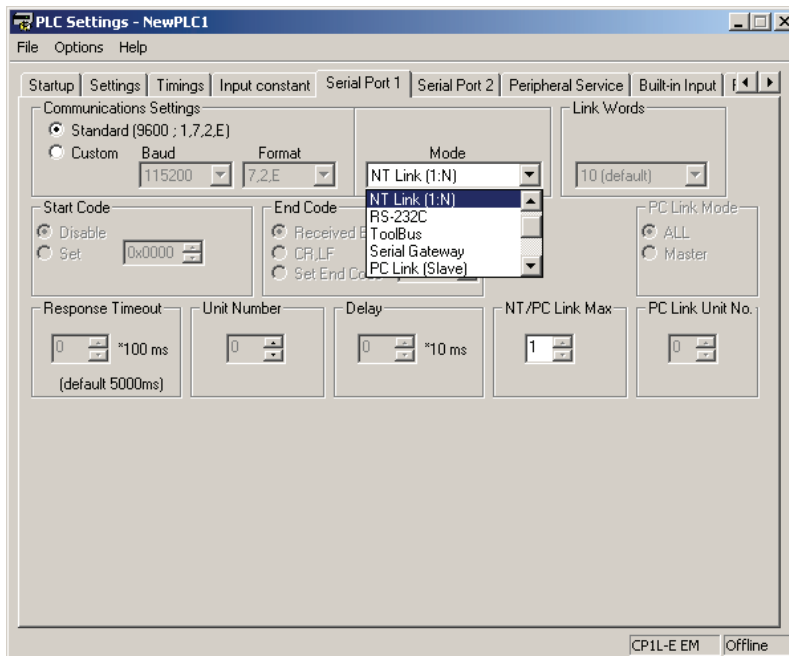 PLC Settings - NewPLC1
File Options Help
Startup Settings Timings Input constant Serial Port 1 Serial Port 2 Peripheral Service Built-in Input
Communications Settings
Link Words
Standard (9600 ; 1,7,2,E)
Custom Baud Format Mode
115200 7,2,E NT Link (1:N) 10 (default)
NT Link (1:N)
RS-232C
ToolBus
Serial Gateway
PC Link (Slave)
Start Code End Code PC Link Mode
Disable Received ALL
Set 0x0000 CR,LF Master
Set End
Response Timeout Unit Number Delay NT/PC Link Max PC Link Unit No.
0 *100 ms 0 0 *10 ms 1 0
(default 5000ms)
CP1L-E EM Offline